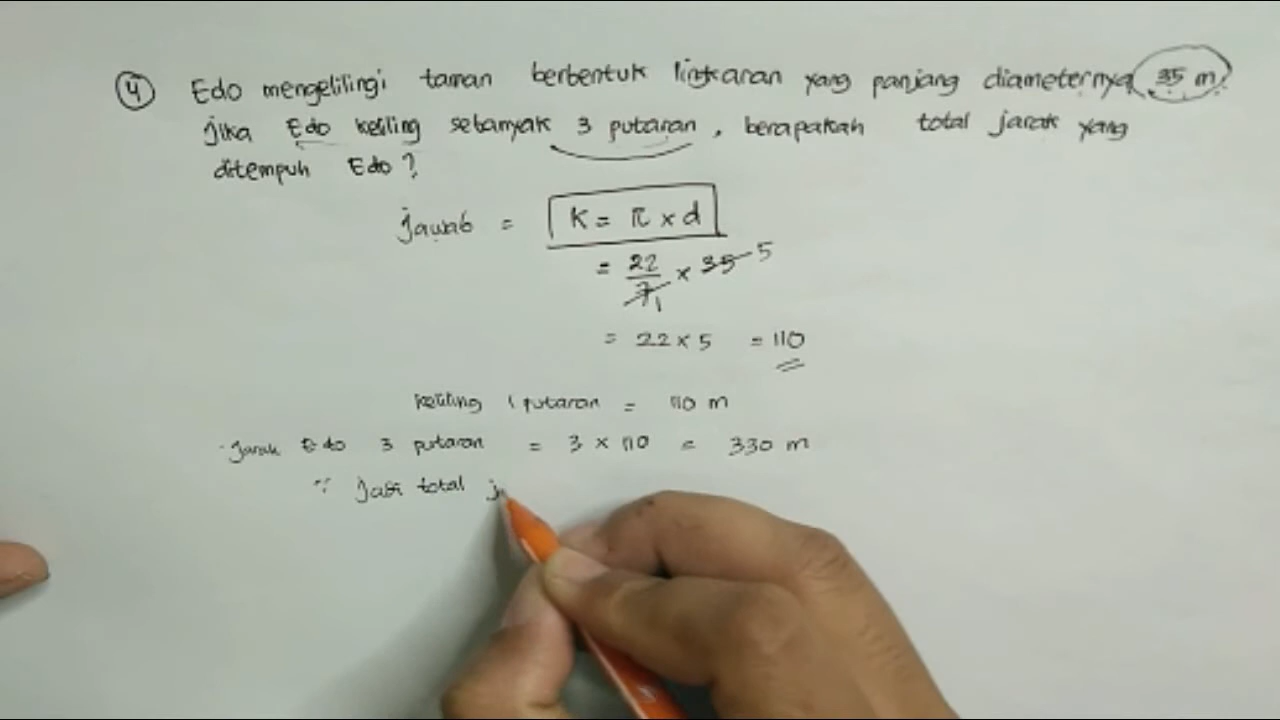 4 Edo mengelilingi taman berbentuk lingkaran yang panjang diameternya 35 m.
jika Edo keliling sebanyak 3 putaran, berapakah total jarak yang
ditempuh Edo?
jawab = K = π x d
= 22/7 1 x 35 5
= 22 x 5 = 110
keliling 1 putaran = 110 m
Jarak Edo 3 putaran = 3 x 110 = 330 m
∵ Jadi total j